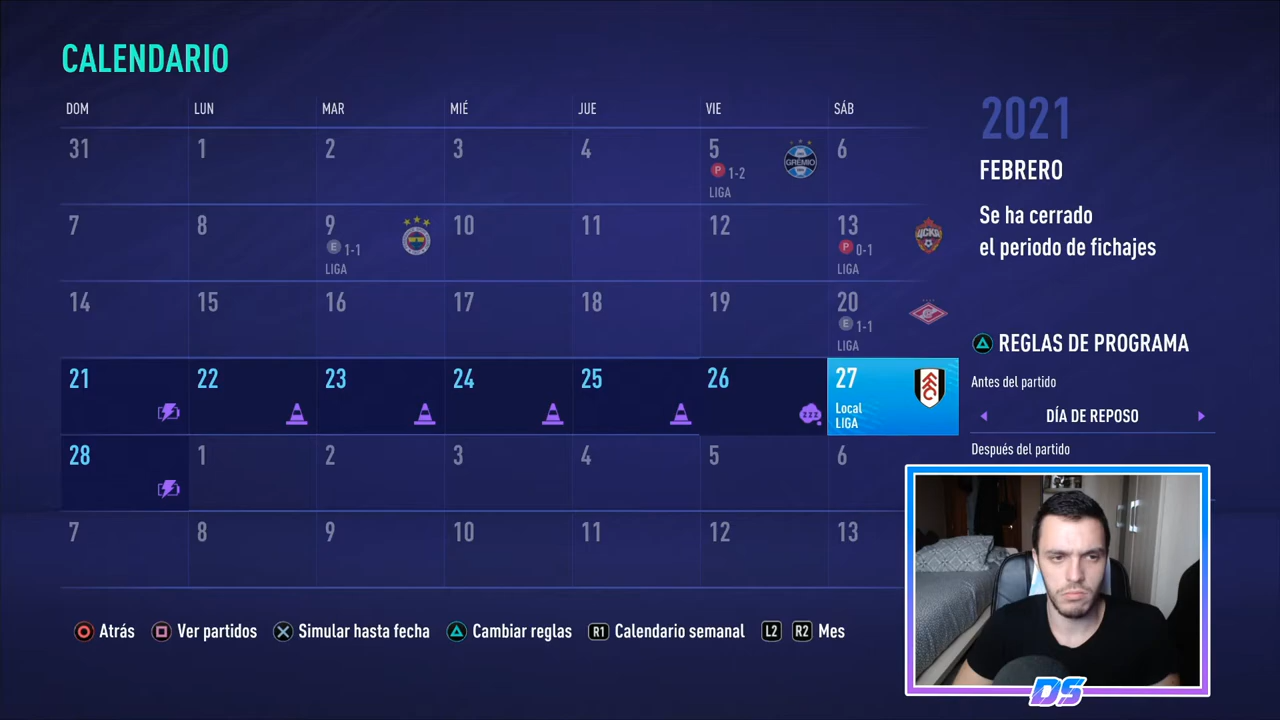 CALENDARIO
DOM LUN MAR MIÉ JUE VIE SÁB
31 1 2 3 4 5 6
P 1-2
LIGA
GRÊMIO
7 8 9 10 11 12 13
E 1-1
LIGA
P 0-1
LIGA
ЦСКА
14 15 16 17 18 19 20
E 1-1
LIGA
21 22 23 24 25 26 27
zzz
Local
LIGA
28 1 2 3 4 5 6
7 8 9 10 11 12 13
2021
FEBRERO
Se ha cerrado
el periodo de fichajes
REGLAS DE PROGRAMA
Antes del partido
DÍA DE REPOSO
Después del partido
Atrás Ver partidos Simular hasta fecha Cambiar reglas R1 Calendario semanal L2 R2 Mes
DS